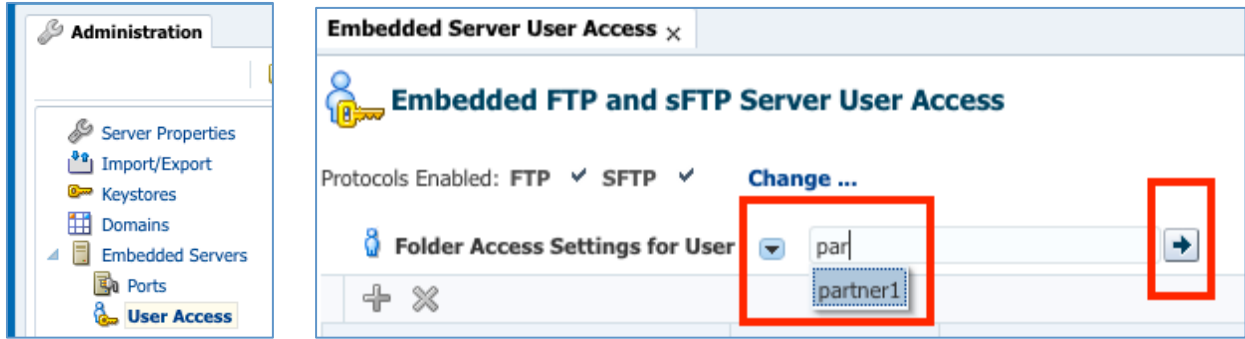 Administration
Server Properties
Import/Export
Keystores
Domains
Embedded Servers
Ports
User Access
Embedded Server User Access ×
Embedded FTP and sFTP Server User Access
Protocols Enabled: FTP ✔ SFTP ✔ Change ...
Folder Access Settings for User par
partner1